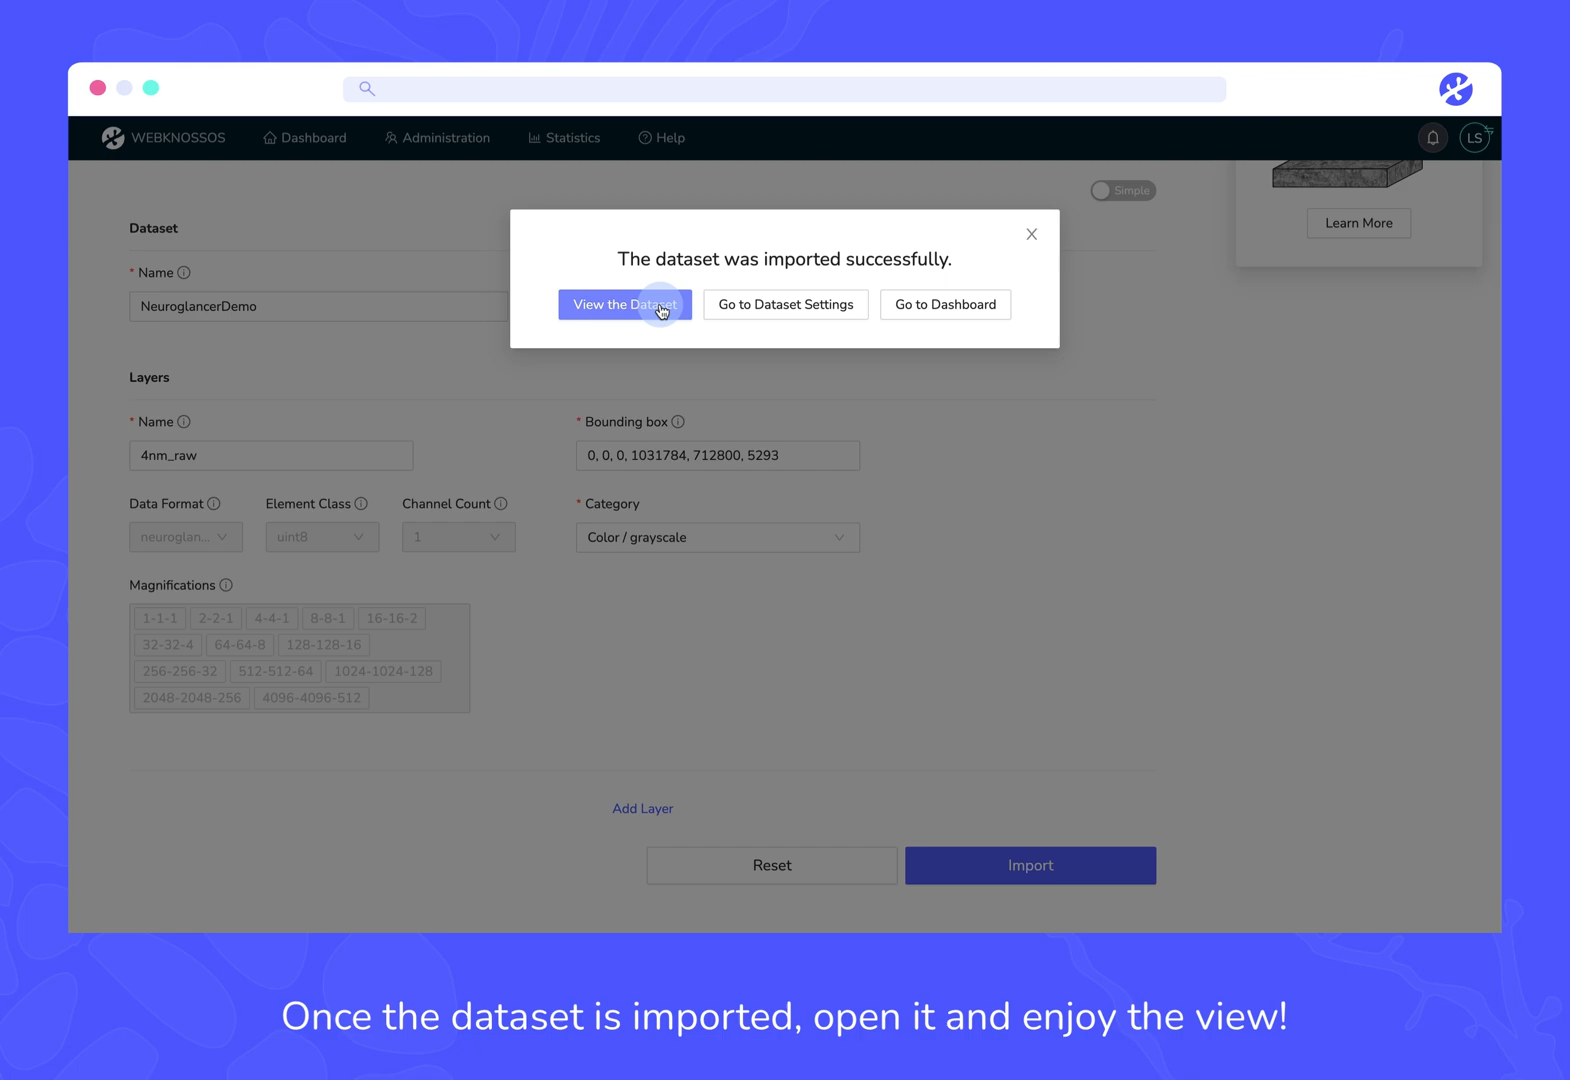 WEBKNOSSOS Dashboard Administration Statistics Help LS
Simple
Learn More
Dataset
* Name
NeuroglancerDemo
The dataset was imported successfully.
View the Dataset Go to Dataset Settings Go to Dashboard
Layers
* Name * Bounding box
4nm_raw 0, 0, 0, 1031784, 712800, 5293
Data Format Element Class Channel Count * Category
neuroglan... uint8 1 Color / grayscale
Magnifications
1-1-1 2-2-1 4-4-1 8-8-1 16-16-2
32-32-4 64-64-8 128-128-16
256-256-32 512-512-64 1024-1024-128
2048-2048-256 4096-4096-512
Add Layer
Reset Import
Once the dataset is imported, open it and enjoy the view!